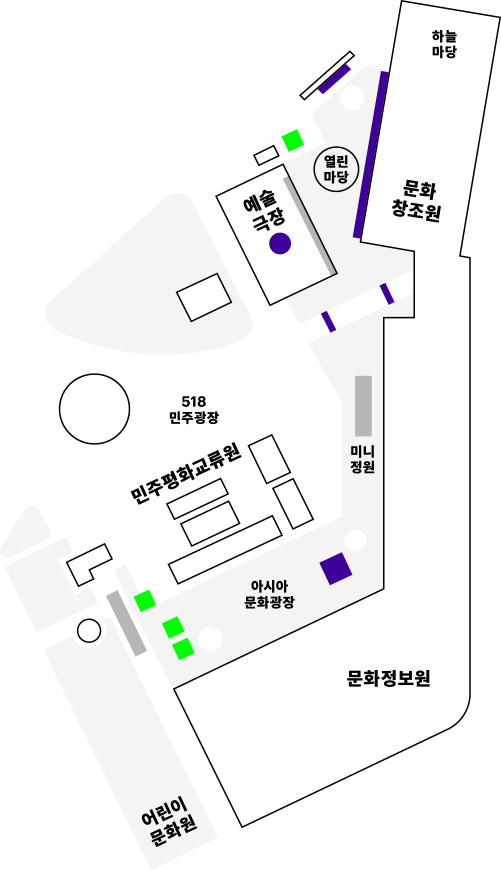 하늘
마당
열린
마당
문화
창조원
예술
극장
518
민주광장
미니
정원
민주평화교류원
아시아
문화광장
문화정보원
어린이
문화원